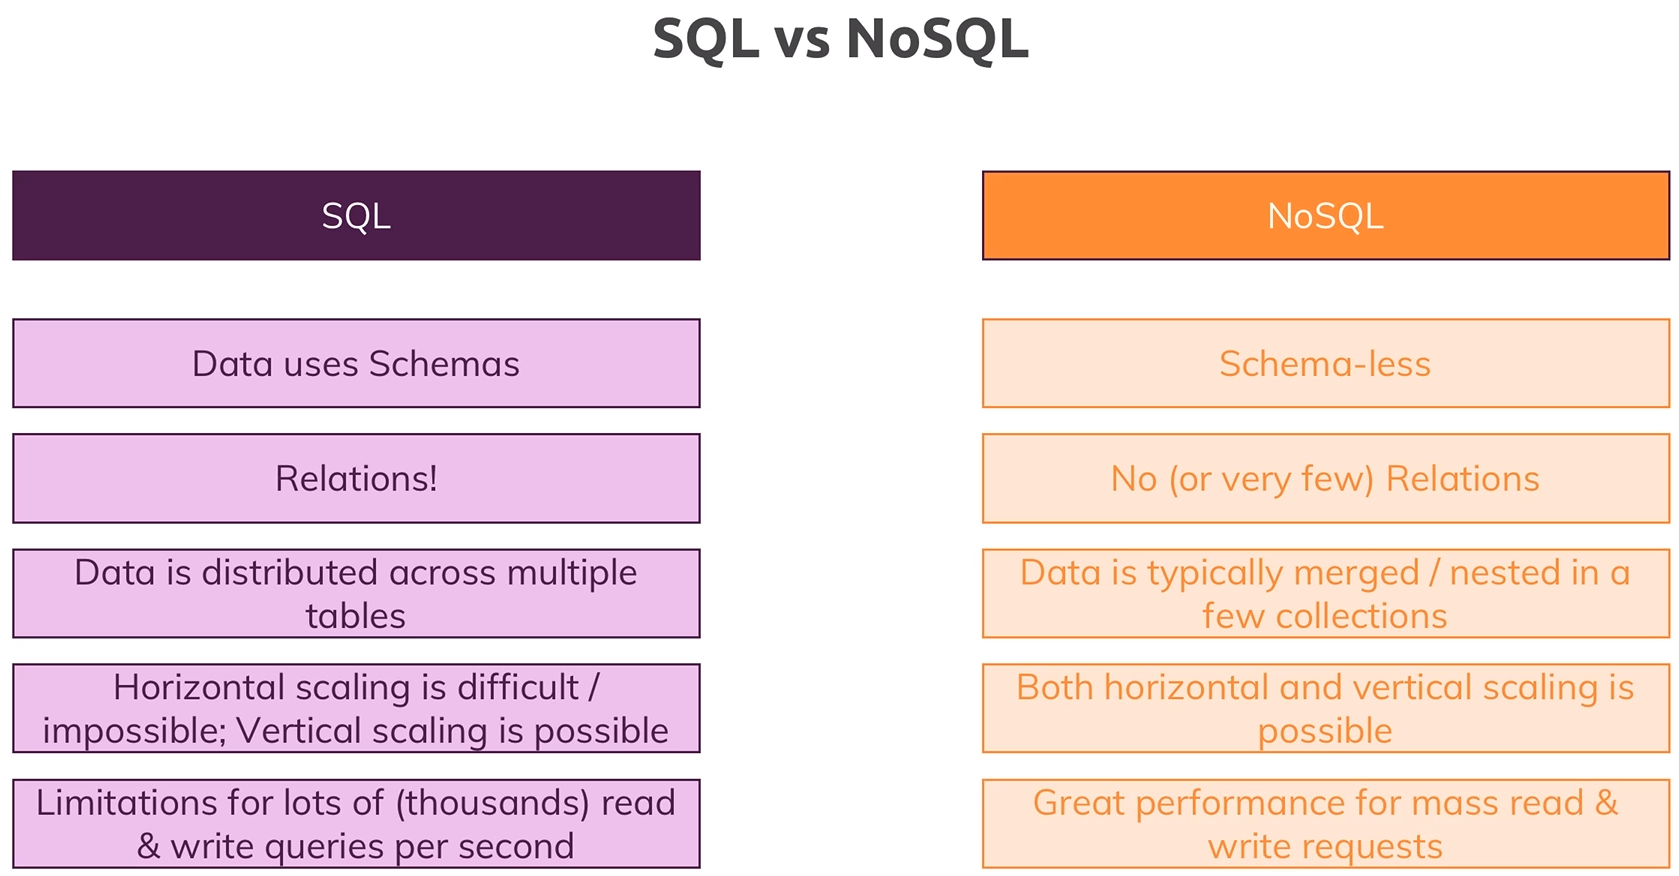 SQL vs NoSQL
SQL
NoSQL
Data uses Schemas
Schema-less
Relations!
No (or very few) Relations
Data is distributed across multiple
tables
Data is typically merged / nested in a
few collections
Horizontal scaling is difficult /
impossible; Vertical scaling is possible
Both horizontal and vertical scaling is
possible
Limitations for lots of (thousands) read
& write queries per second
Great performance for mass read &
write requests